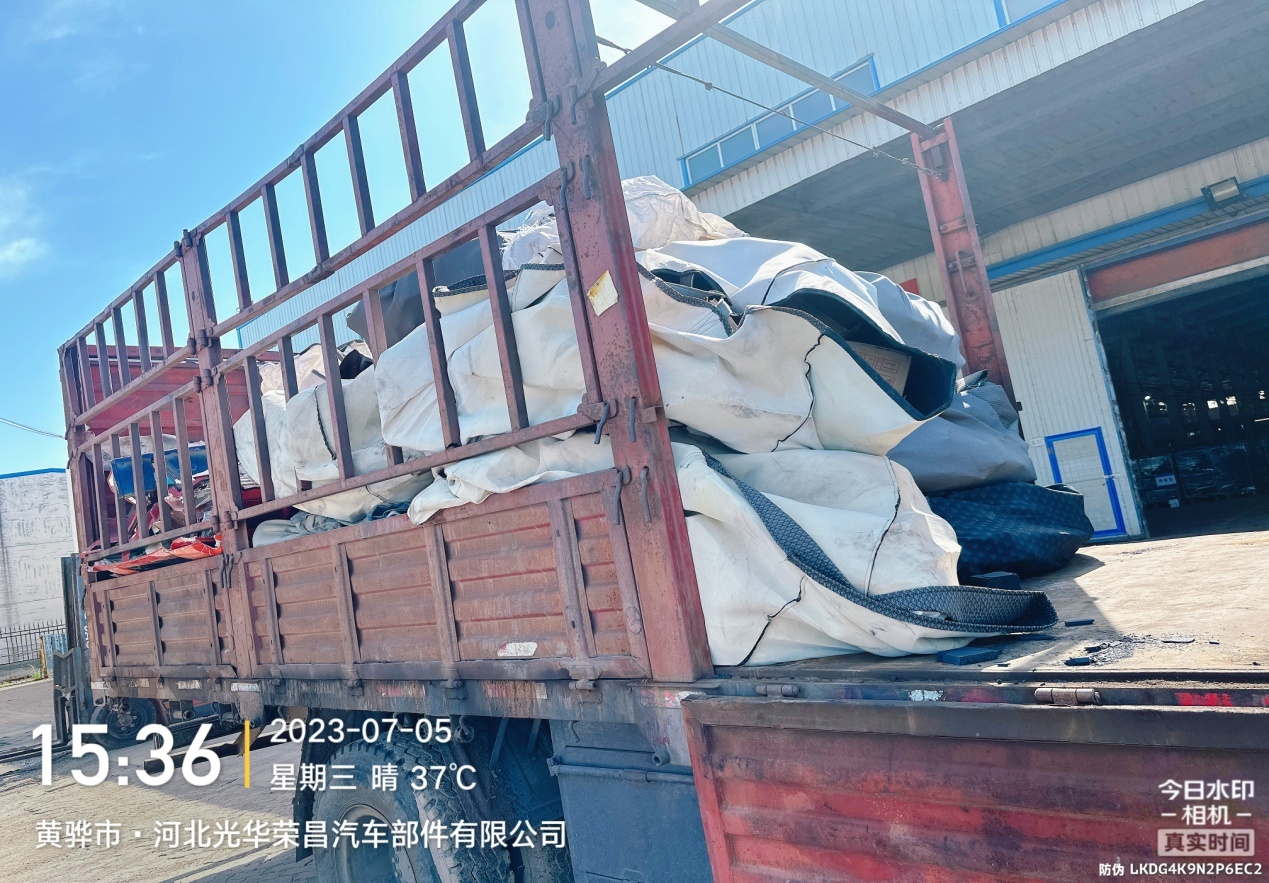 15:36
2023-07-05
星期三 晴 37℃
黄骅市·河北光华荣昌汽车部件有限公司
今日水印
相机
真实时间
防伪 LKDG4K9N2P6EC2